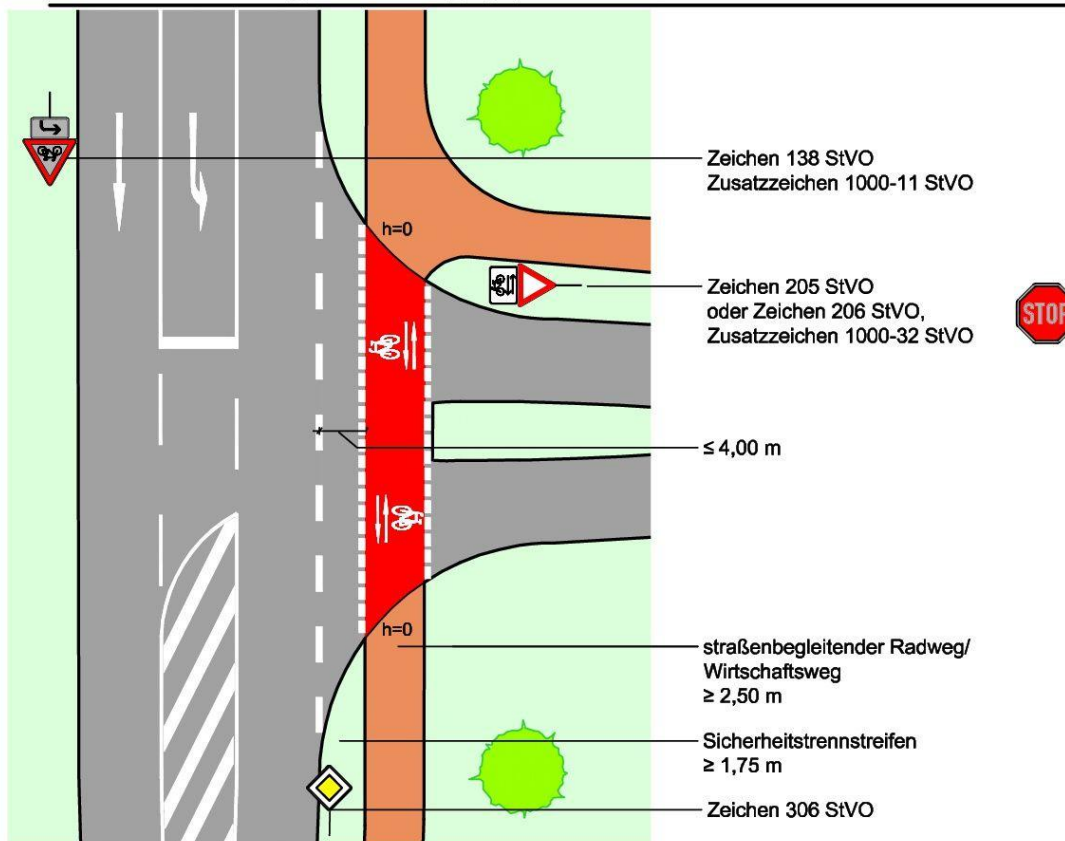 Zeichen 138 StVO
Zusatzzeichen 1000-11 StVO
h=0
Zeichen 205 StVO
oder Zeichen 206 StVO,
Zusatzzeichen 1000-32 StVO
STOP
≤ 4,00 m
h=0
straßenbegleitender Radweg/
Wirtschaftsweg
≥ 2,50 m
Sicherheitstrennstreifen
≥ 1,75 m
Zeichen 306 StVO